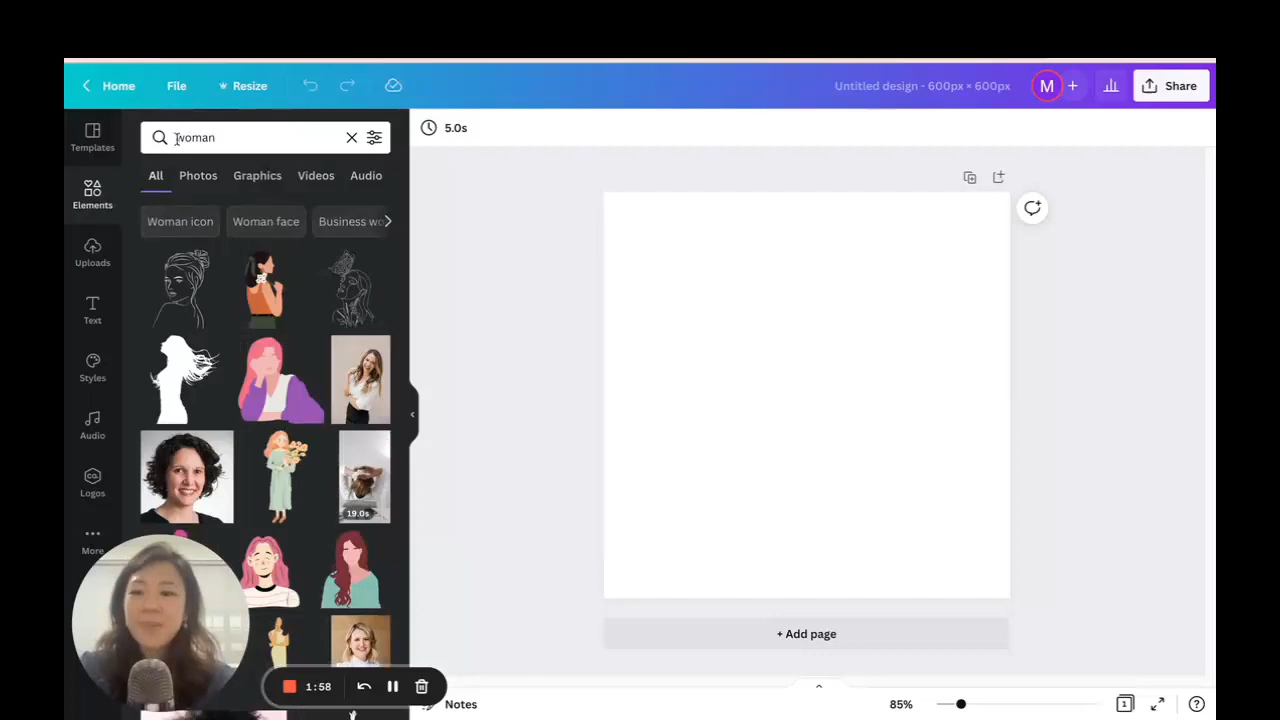 Home
File
Resize
Untitled design - 600px × 600px
M
+
Share
Templates
Elements
Uploads
Text
Styles
Audio
CO.
Logos
More
woman
All
Photos
Graphics
Videos
Audio
Woman icon
Woman face
Business wo
19.0s
5.0s
+ Add page
1:58
Notes
85%
1
?